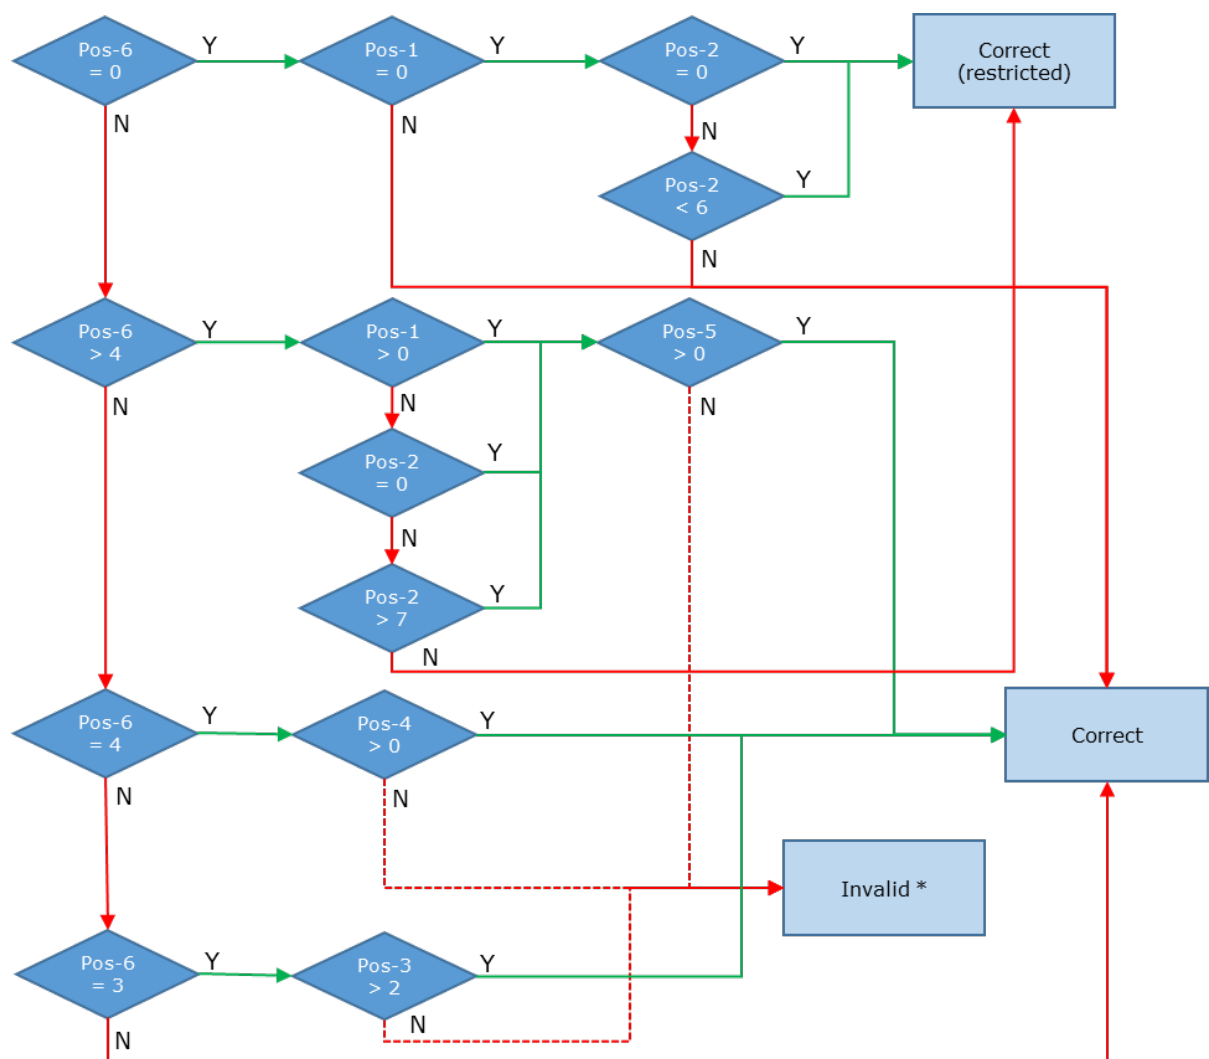 Pos-6
= 0
Y
Pos-1
= 0
Y
Pos-2
= 0
Y
Correct
(restricted)
N
N
N
Pos-2
< 6
Y
N
Pos-6
> 4
Y
Pos-1
> 0
Y
Pos-5
> 0
Y
N
N
N
Pos-2
= 0
Y
N
Pos-2
> 7
Y
N
Pos-6
= 4
Y
Pos-4
> 0
Y
Correct
N
N
Invalid *
Pos-6
= 3
Y
Pos-3
> 2
Y
N
N